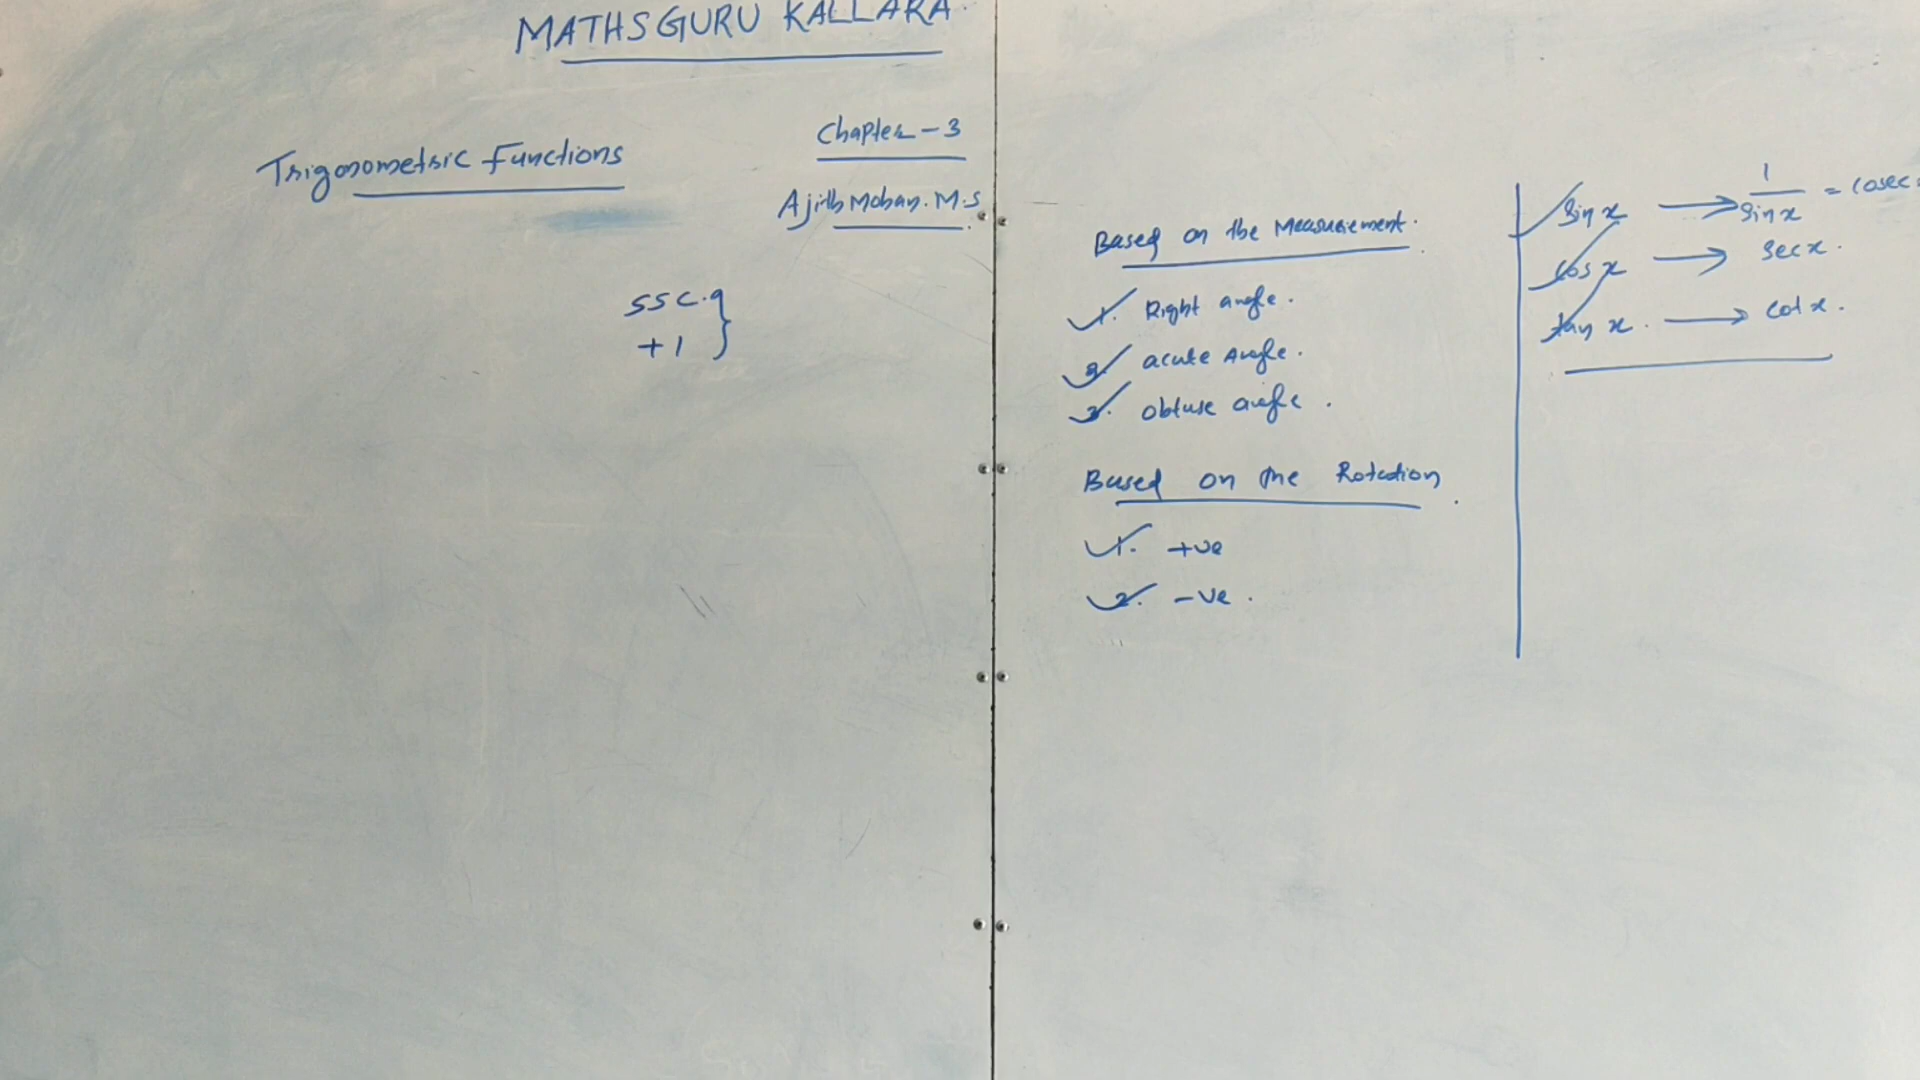 MATHSGURU KALLARA
Chapter - 3
Trigonometric Functions
Ajith Mohan. M.S
SSC.9
+1 }
Based on the Measurement.
1. Right angle.
2. acute Angle.
3. obtuse angle.
Based on the Rotation
1. +ve
2. -ve.
sin x → 1/sin x = cosec
cos x → sec x.
tan x. → cot x.